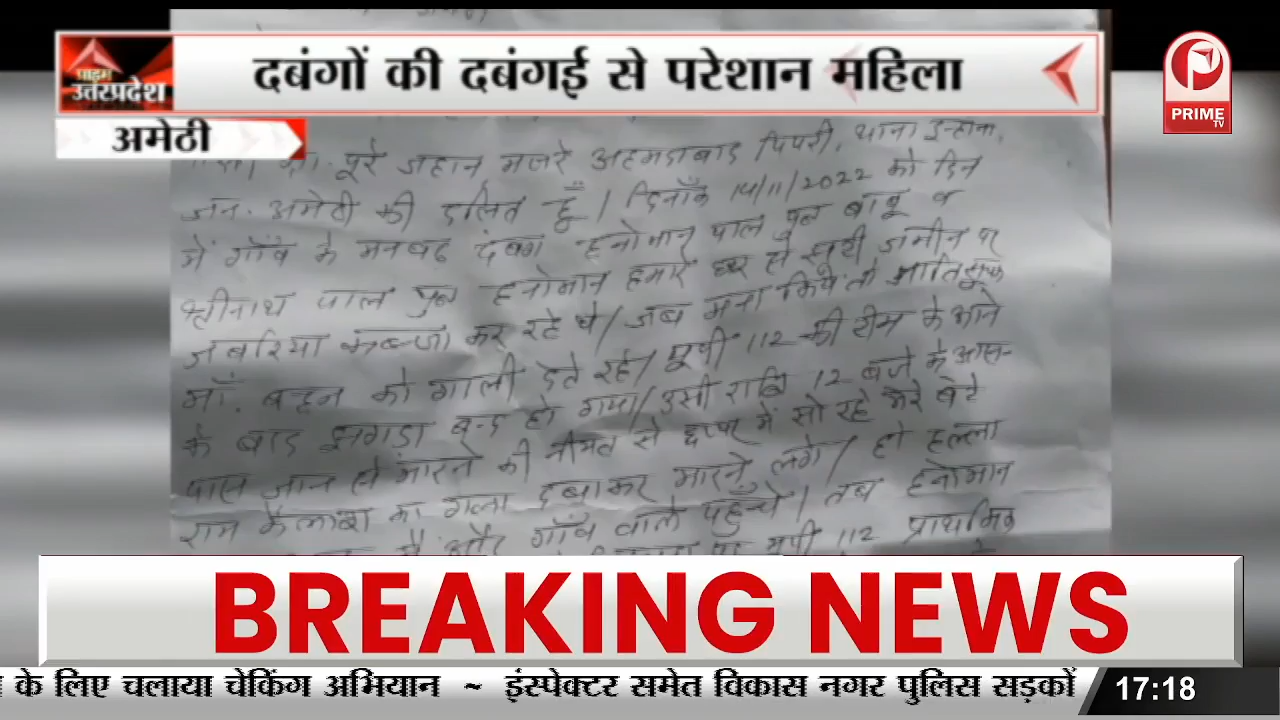 दबंगों की दबंगई से परेशान महिला
प्राइम
उत्तरप्रदेश
PRIME
TV
अमेठी
पूरे जहान मजरे अहमदाबाद पिपरी, थाना इन्हौना,
जन. अमेठी की दलित हूँ। दिनाँक 14/11/2022 को दिन
में गाँव के मनबढ़ दबंग हनोमान पाल पुत्र बाबू व
श्रीनाथ पाल पुत्र हनोमान हमारे घर से सटी जमीन पर
जबरिया कब्जा कर रहे थे। जब मना किये तो जातिसूचक
माँ. बहन को गाली देते रहे। यूपी 112 की टीम के आने
के बाद झगडा बन्द हो गया। उसी रात्रि 12 बजे के आस-
पास जान से मारने की नीयत से छप्पर में सो रहे मेरे बेटे
राम कैलाश का गला दबाकर मारने लगे। हो हल्ला
और गाँव वाले पहुँचे। तब हनोमान
यूपी 112 प्राथमिक
BREAKING NEWS
के लिए चलाया चेकिंग अभियान ~ इंस्पेक्टर समेत विकास नगर पुलिस सड़कों
17:18